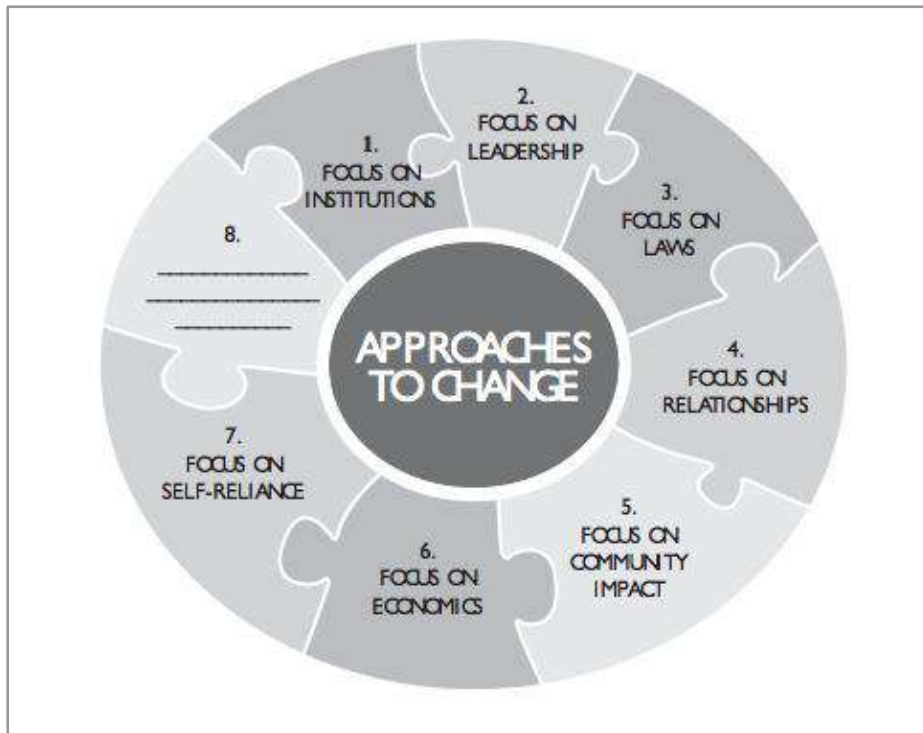 1.
FOCUS ON
INSTITUTIONS
2.
FOCUS ON
LEADERSHIP
3.
FOCUS ON
LAWS
4.
FOCUS ON
RELATIONSHIPS
5.
FOCUS ON
COMMUNITY
IMPACT
6.
FOCUS ON
ECONOMICS
7.
FOCUS ON
SELF-RELIANCE
8.
APPROACHES
TO CHANGE